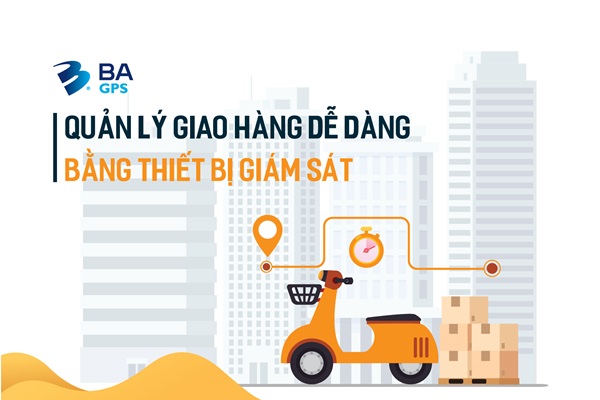 BA
GPS
QUẢN LÝ GIAO HÀNG DỄ DÀNG
BẰNG THIẾT BỊ GIÁM SÁT